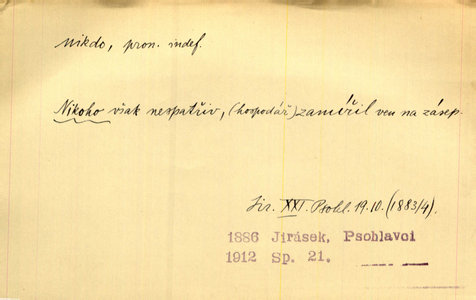 nikdo, pron. indef.
Nikoho však nespatřiv, (hospodář) zaměřil ven na zásep.
Jir. XXI. Psohl. 19.10. (1883/4).
1886 Jirásek, Psohlavci
1912 Sp. 21.